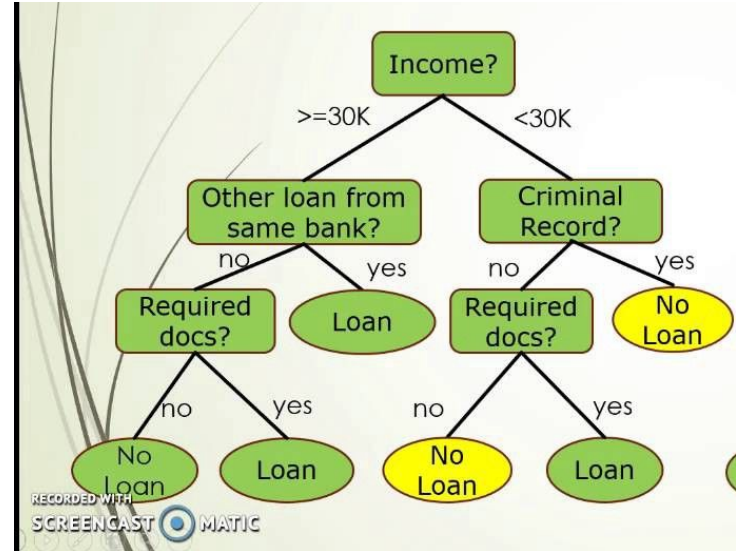 Income?
>=30K
<30K
Other loan from
same bank?
Criminal
Record?
no
yes
no
yes
Required
docs?
Loan
Required
docs?
No
Loan
no
yes
no
yes
No
Loan
Loan
No
Loan
Loan
RECORDED WITH
SCREENCAST O MATIC